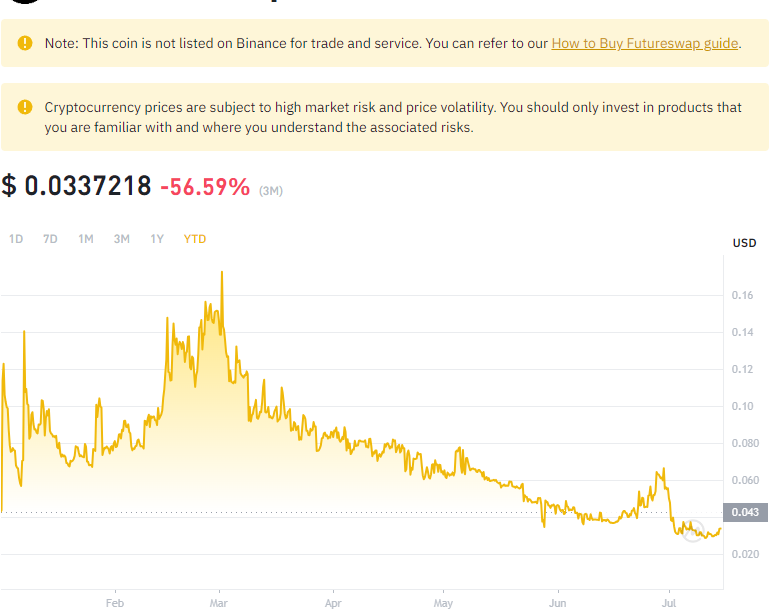 Note: This coin is not listed on Binance for trade and service. You can refer to our How to Buy Futureswap guide.
Cryptocurrency prices are subject to high market risk and price volatility. You should only invest in products that
you are familiar with and where you understand the associated risks.
$ 0.0337218 -56.59% (3M)
1D 7D 1M 3M 1Y YTD
USD
0.16
0.14
0.12
0.10
0.080
0.060
0.043
0.020
Feb Mar Apr May Jun Jul